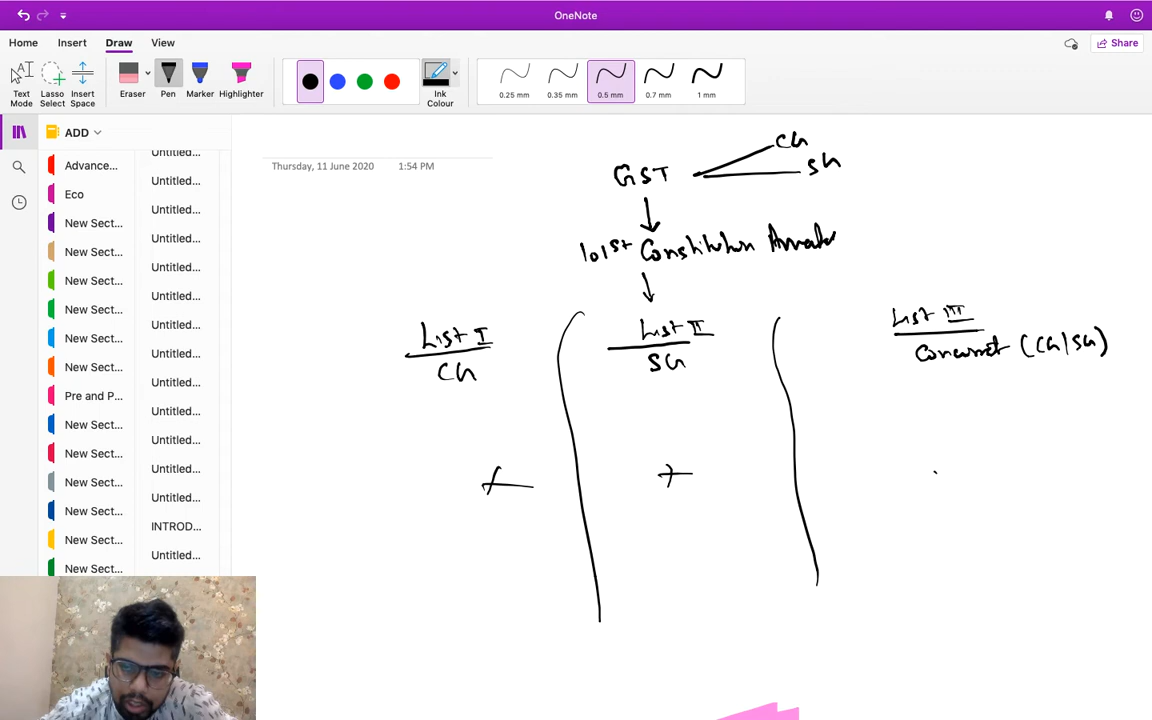 OneNote
Home Insert Draw View
Share
Text Mode
Lasso Select
Insert Space
Eraser
Pen
Marker
Highlighter
Ink Colour
0.25 mm 0.35 mm 0.5 mm 0.7 mm 1 mm
ADD
Advance...
Eco
New Sect...
New Sect...
New Sect...
New Sect...
New Sect...
New Sect...
Pre and P...
New Sect...
New Sect...
New Sect...
New Sect...
New Sect...
New Sect...
Untitled...
Untitled...
Untitled...
Untitled...
Untitled...
Untitled...
Untitled...
Untitled...
Untitled...
Untitled...
Untitled...
Untitled...
Untitled...
INTROD...
Untitled...
Thursday, 11 June 2020 1:54 PM
CG
GST SG
101st Constitution
List I
CG
List II
SG
List III
(CG/SG)